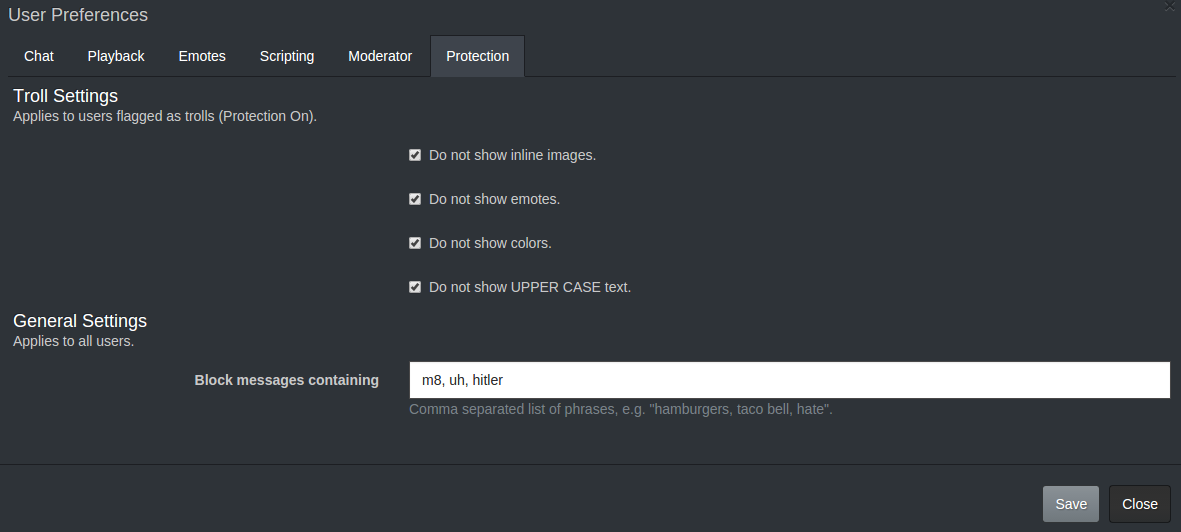 User Preferences
Chat Playback Emotes Scripting Moderator Protection
Troll Settings
Applies to users flagged as trolls (Protection On).
Do not show inline images.
Do not show emotes.
Do not show colors.
Do not show UPPER CASE text.
General Settings
Applies to all users.
Block messages containing m8, uh, hitler
Comma separated list of phrases, e.g. "hamburgers, taco bell, hate".
Save Close